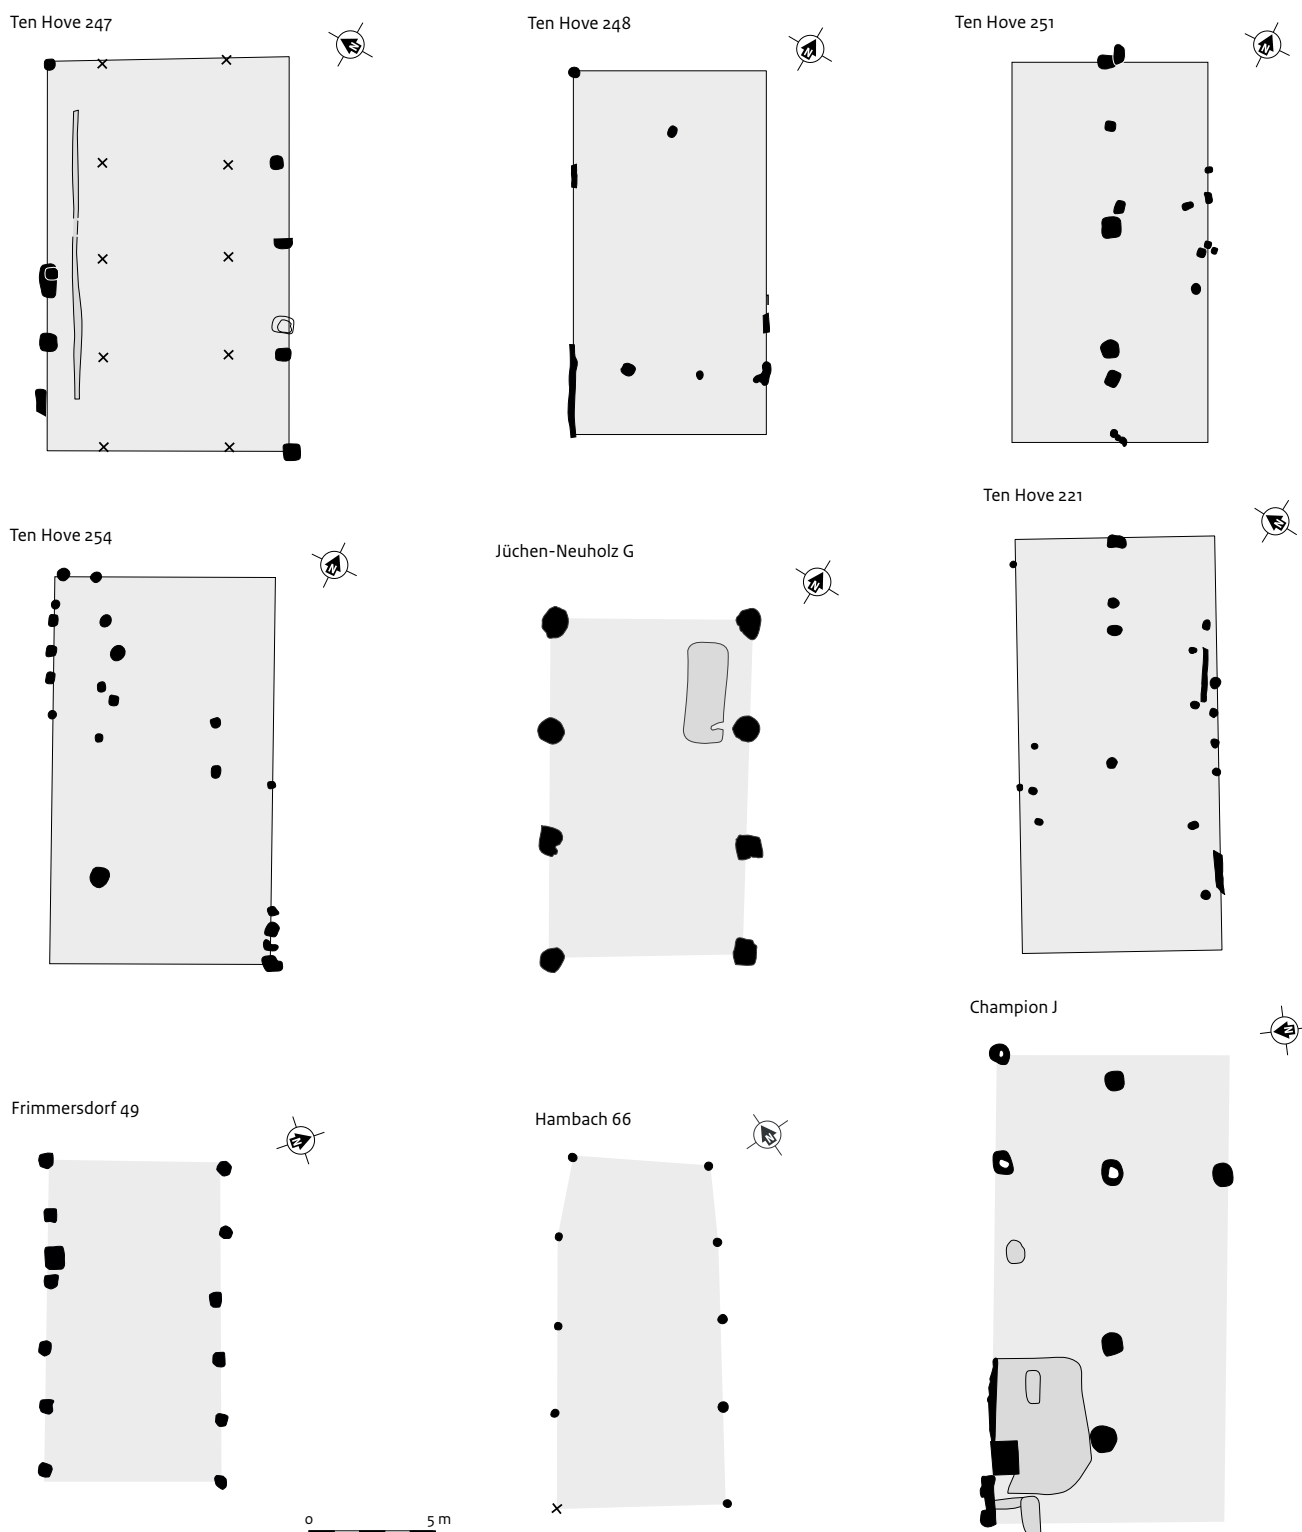 Ten Hove 247
Ten Hove 248
Ten Hove 251
N
N
N
Ten Hove 221
Ten Hove 254
Jüchen-Neuholz G
N
N
N
Champion J
N
Frimmersdorf 49
Hambach 66
N
N
0 5 m